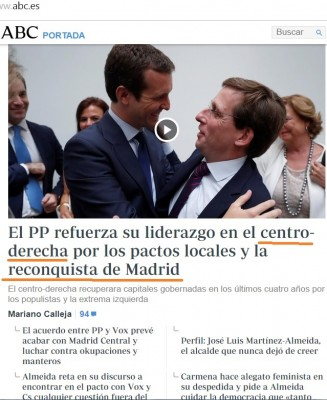 ww.abc.es
ABC PORTADA
Buscar
El PP refuerza su liderazgo en el centro-
derecha por los pactos locales y la
reconquista de Madrid
El centro-derecha recuperara capitales gobernadas en los últimos cuatro años por
los populistas y la extrema izquierda
Mariano Calleja 94
El acuerdo entre PP y Vox prevé
acabar con Madrid Central y
luchar contra okupaciones y
manteros
Perfil: José Luis Martínez-Almeida,
el alcalde que nunca dejó de creer
Almeida reta en su discurso a
encontrar en el pacto con Vox y
Cs cualquier cuestión fuera del
Carmena hace alegato feminista en
su despedida y pide a Almeida
cuidar la democracia que «tanto